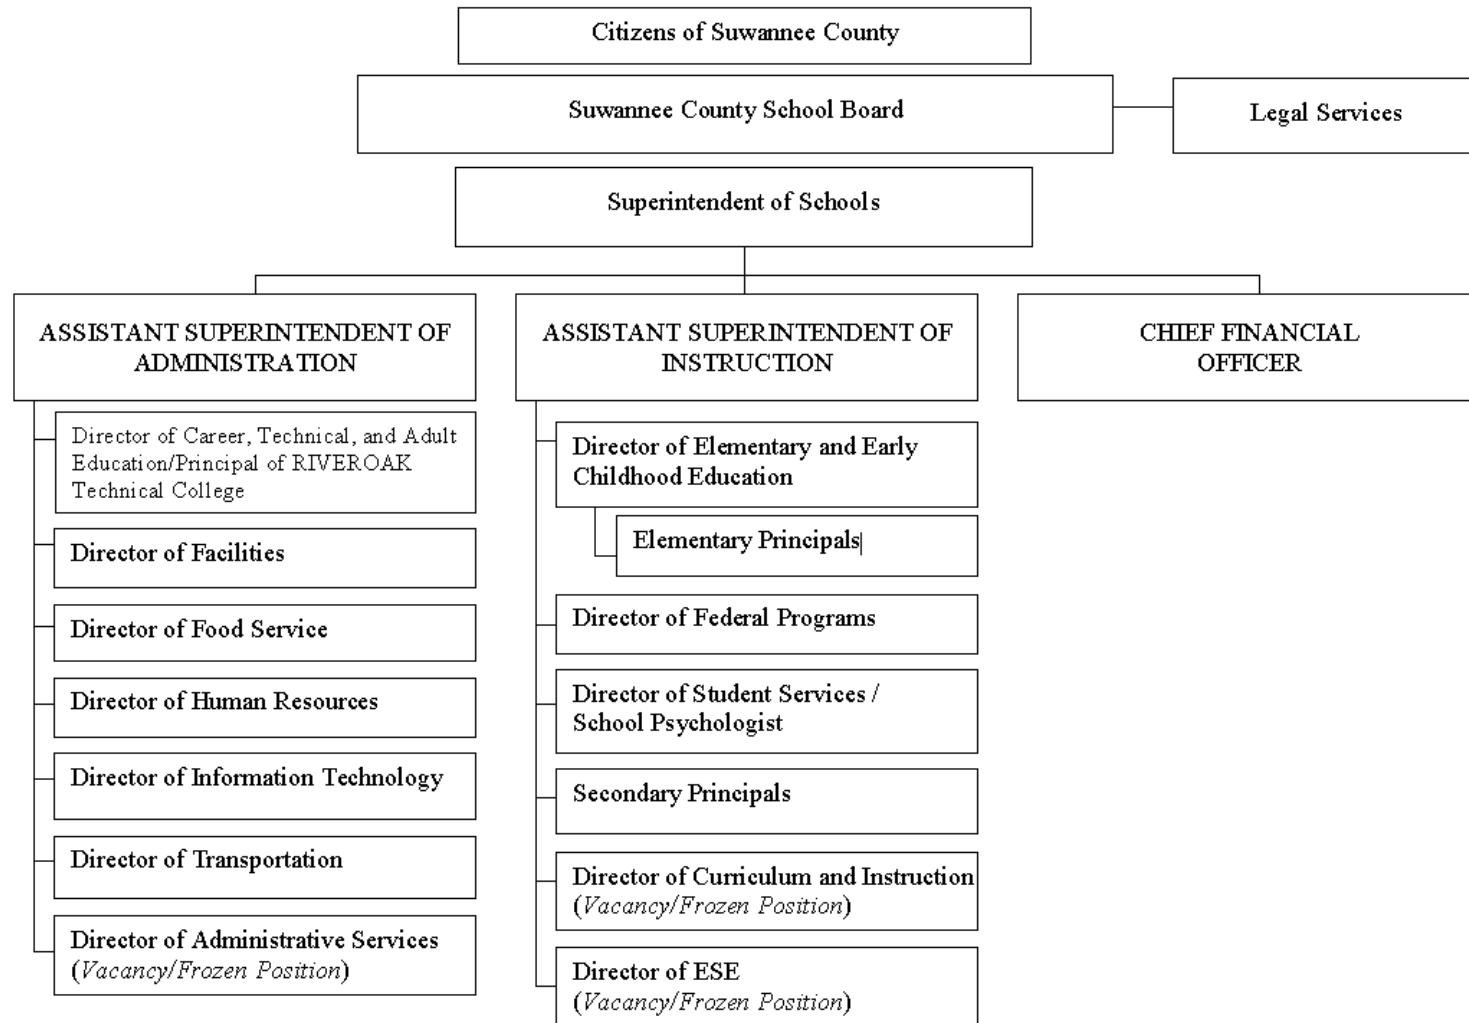 Citizens of Suwannee County
Suwannee County School Board
Legal Services
Superintendent of Schools
ASSISTANT SUPERINTENDENT OF
ADMINISTRATION
Director of Career, Technical, and Adult
Education/Principal of RIVEROAK
Technical College
Director of Facilities
Director of Food Service
Director of Human Resources
Director of Information Technology
Director of Transportation
Director of Administrative Services
(Vacancy/Frozen Position)
ASSISTANT SUPERINTENDENT OF
INSTRUCTION
Director of Elementary and Early
Childhood Education
Elementary Principals
Director of Federal Programs
Director of Student Services /
School Psychologist
Secondary Principals
Director of Curriculum and Instruction
(Vacancy/Frozen Position)
Director of ESE
(Vacancy/Frozen Position)
CHIEF FINANCIAL
OFFICER